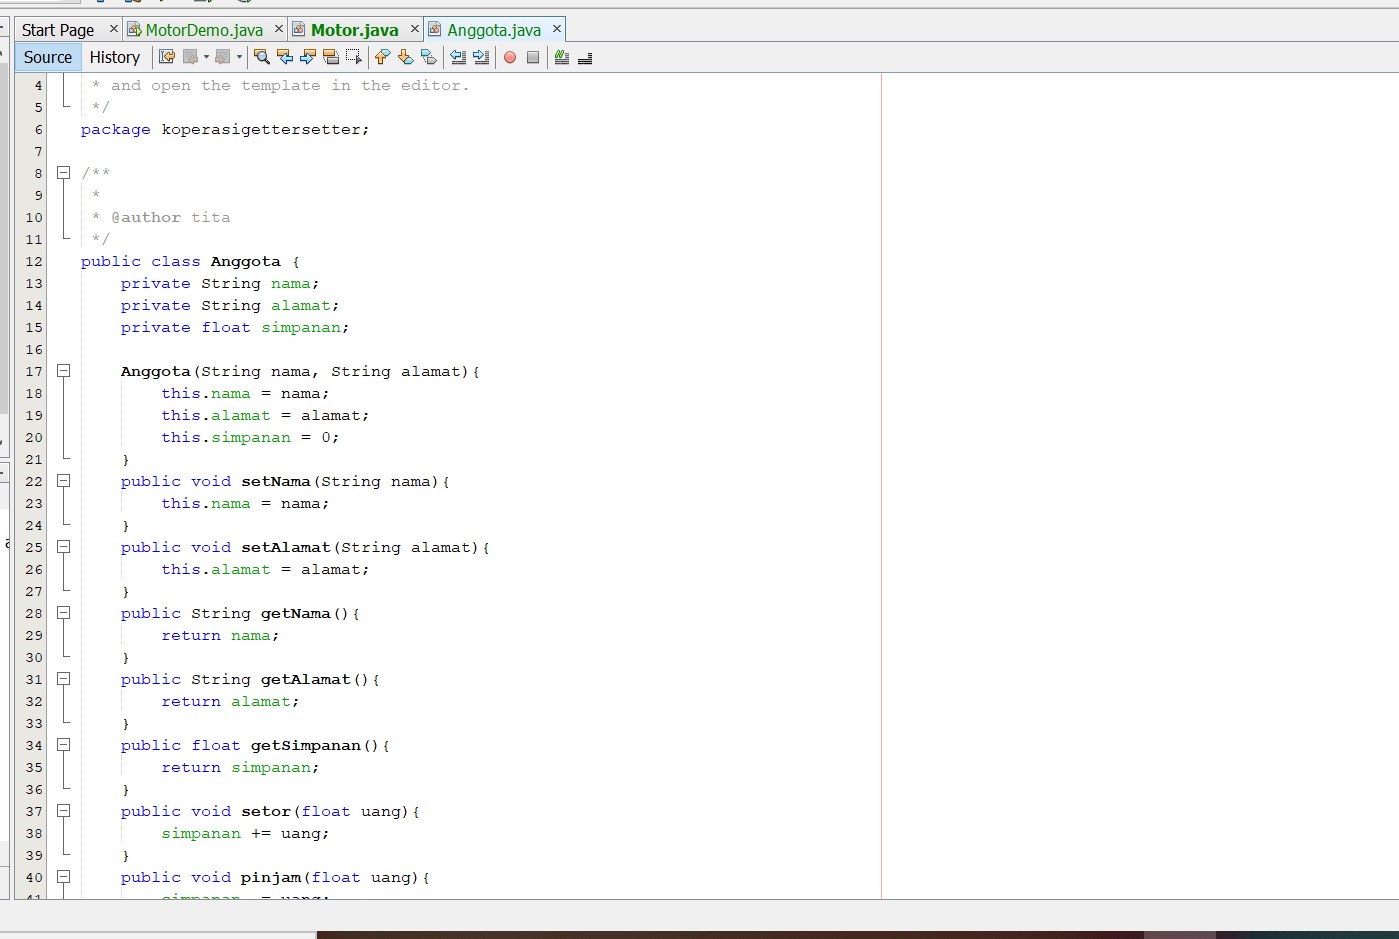 Start Page MotorDemo.java Motor.java Anggota.java
Source History
4 * and open the template in the editor.
5 */
6 package koperasigettersetter;
7
8 /**
9 *
10 * @author tita
11 */
12 public class Anggota {
13 private String nama;
14 private String alamat;
15 private float simpanan;
16
17 Anggota(String nama, String alamat){
18 this.nama = nama;
19 this.alamat = alamat;
20 this.simpanan = 0;
21 }
22 public void setNama(String nama){
23 this.nama = nama;
24 }
25 public void setAlamat(String alamat){
26 this.alamat = alamat;
27 }
28 public String getNama(){
29 return nama;
30 }
31 public String getAlamat(){
32 return alamat;
33 }
34 public float getSimpanan(){
35 return simpanan;
36 }
37 public void setor(float uang){
38 simpanan += uang;
39 }
40 public void pinjam(float uang){